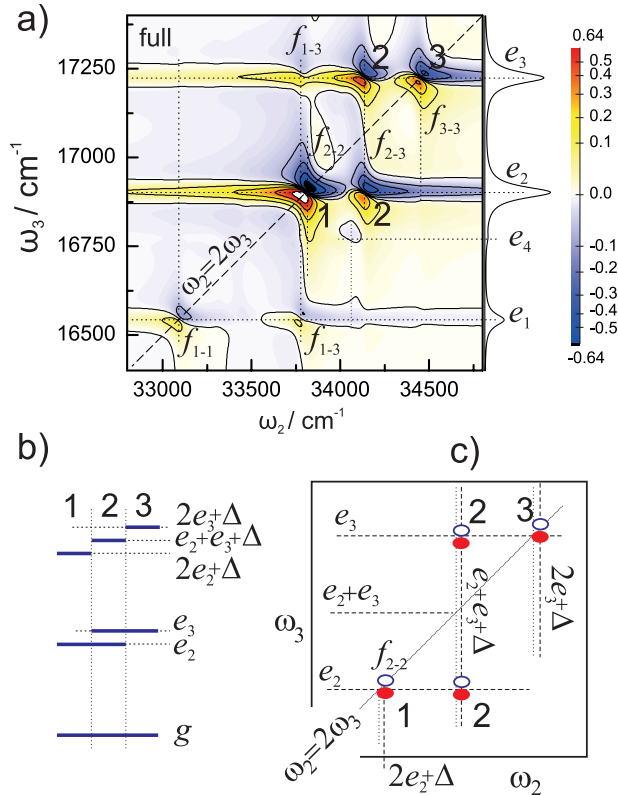 a)
full
f1-3
2
3
e3
f2-2
f2-3
f3-3
1
2
e2
ω2=2ω3
e4
f1-1
f1-3
e1
17250
17000
16750
16500
ω3 / cm-1
33000
33500
34000
34500
ω2 / cm-1
0.64
0.5
0.4
0.3
0.2
0.1
0.0
-0.1
-0.2
-0.3
-0.4
-0.5
-0.64
b)
1 2 3
2e3+Δ
e2+e3+Δ
2e2+Δ
e3
e2
g
c)
2
3
e3
e2+e3+Δ
2e3+Δ
e2+e3
ω3
f2-2
e2
1
2
ω2=2ω3
2e2+Δ
ω2